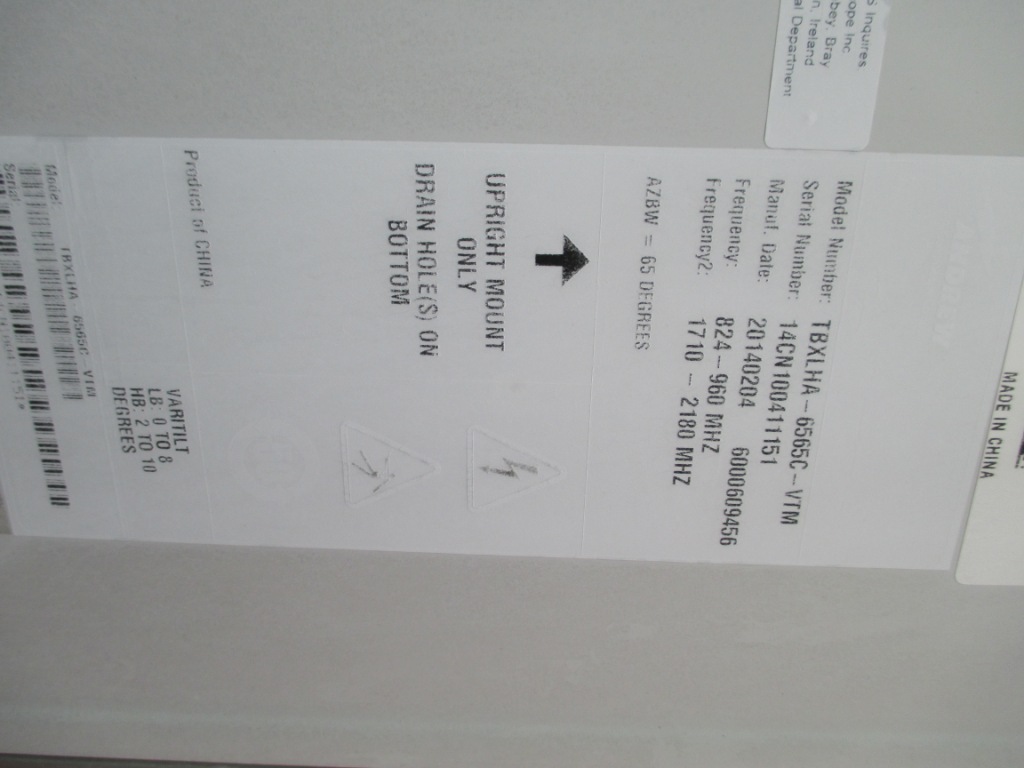 MADE IN CHINA
ANDREW
Inquires
ope Inc
bey, Bray
n, Ireland
al Department
Model Number: TBXLHA-6565C-VTM
Serial Number: 14CN100411151
Manuf. Date: 20140204 6000609456
Frequency: 824-960 MHZ
Frequency2: 1710 - 2180 MHZ
AZBW = 65 DEGREES
UPRIGHT MOUNT
ONLY
DRAIN HOLE(S) ON
BOTTOM
Product of CHINA
VARITILT
LB: 0 TO 8
HB: 2 TO 10
DEGREES
Model: TBXLHA-6565C-VTM
Serial: